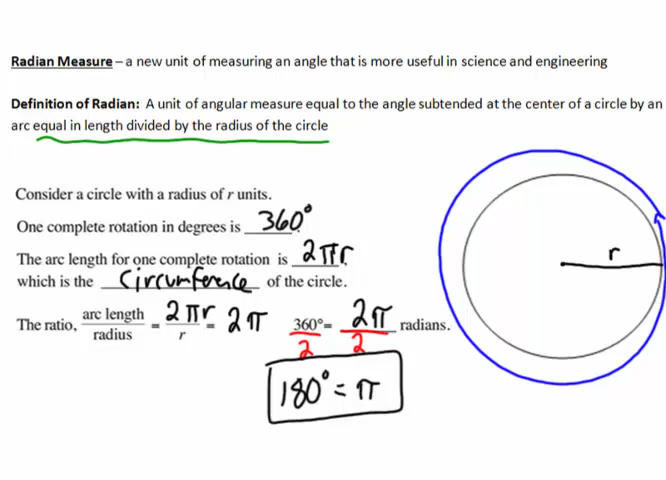 Radian Measure – a new unit of measuring an angle that is more useful in science and engineering
Definition of Radian: A unit of angular measure equal to the angle subtended at the center of a circle by an
arc equal in length divided by the radius of the circle
Consider a circle with a radius of r units.
One complete rotation in degrees is 360°.
The arc length for one complete rotation is 2πr,
which is the Circumference of the circle.
The ratio, arc length / radius = 2πr / r = 2π 360° / 2 = 2π / 2 radians.
180° = π
r